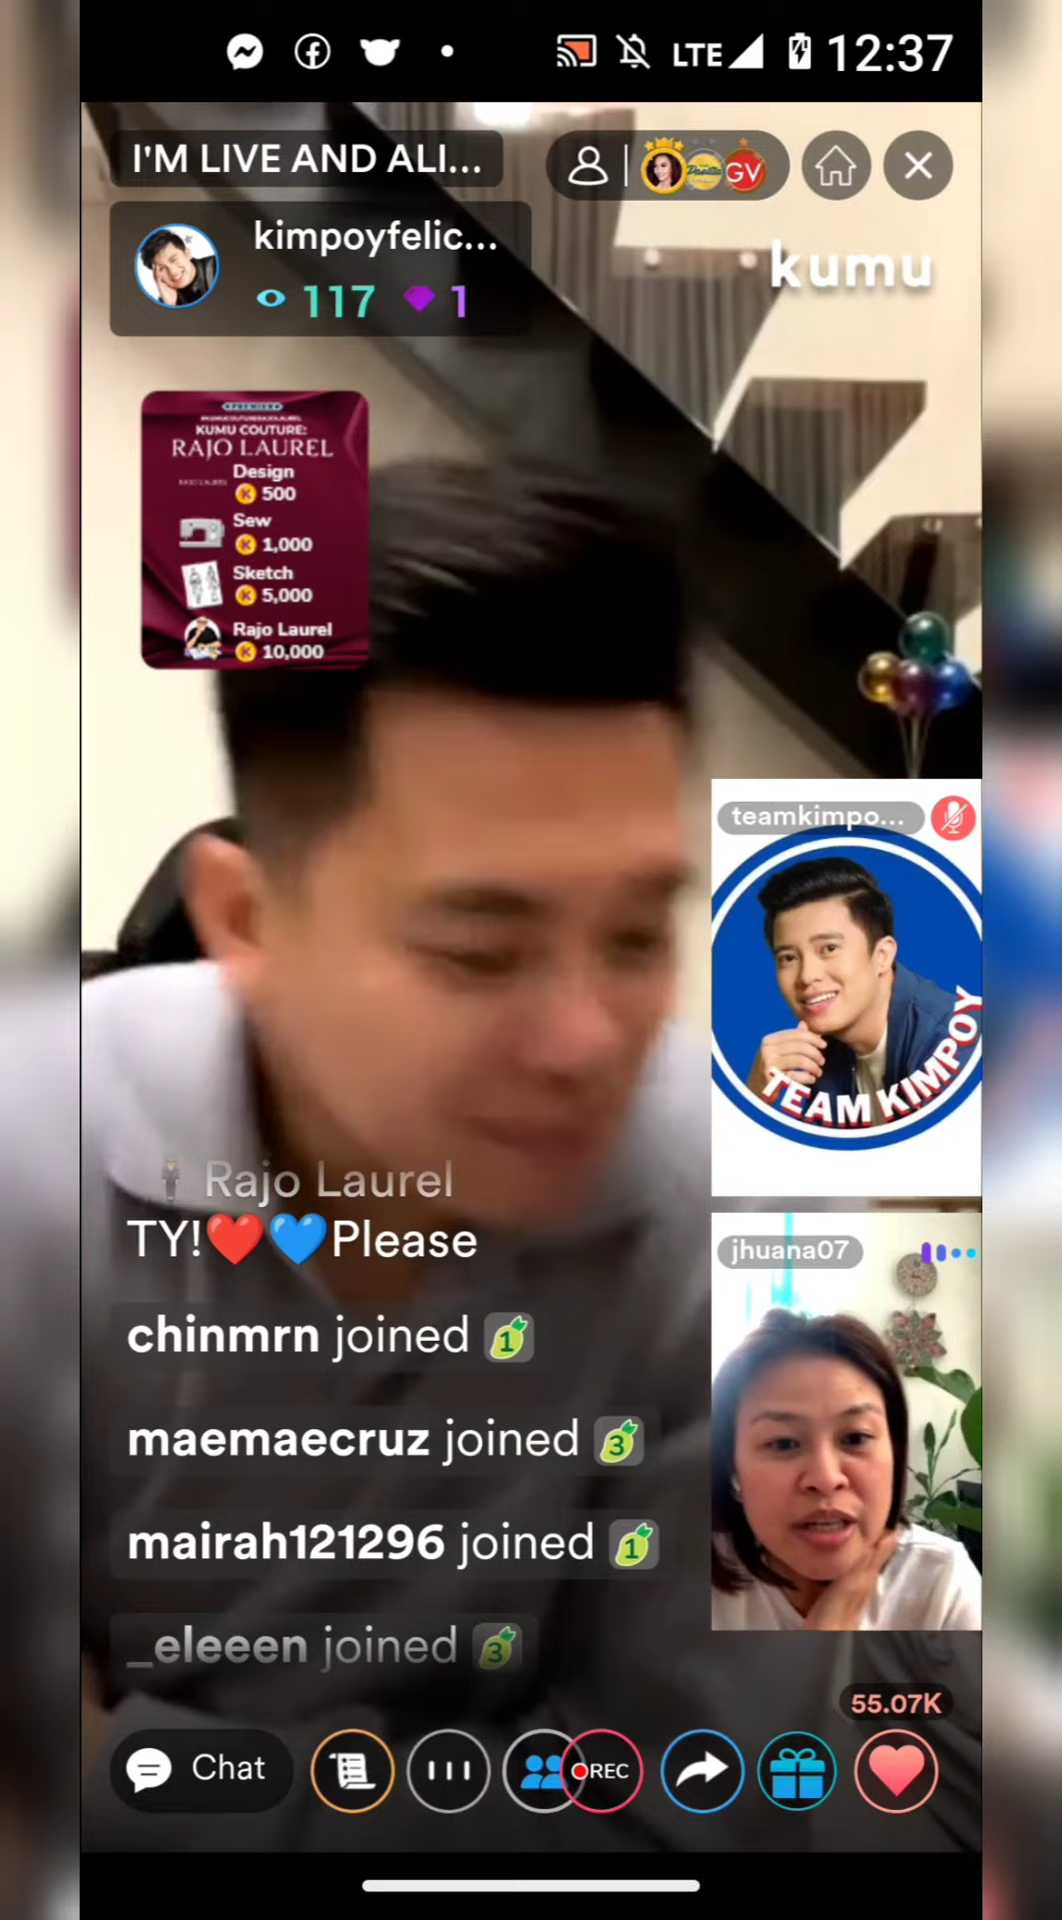 LTE 12:37
I'M LIVE AND ALI...
GV
kimpoyfelic...
117 1
kumu
KUMU COUTURE:
RAJO LAUREL
Design
500
Sew
1,000
Sketch
5,000
Rajo Laurel
10,000
teamkimpo...
TEAM KIMPOY
Rajo Laurel
TY!❤️💙Please
jhuana07
chinmrn joined 1
maemaecruz joined 3
mairah121296 joined 1
_eleeen joined 3
55.07K
Chat
REC